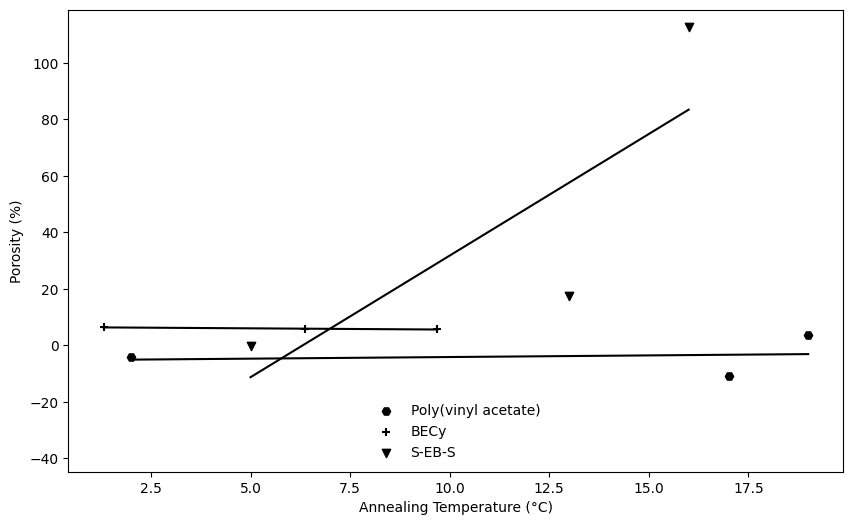 100
80
60
40
20
0
−20
−40
Porosity (%)
Poly(vinyl acetate)
BECy
S-EB-S
2.5 5.0 7.5 10.0 12.5 15.0 17.5
Annealing Temperature (°C)